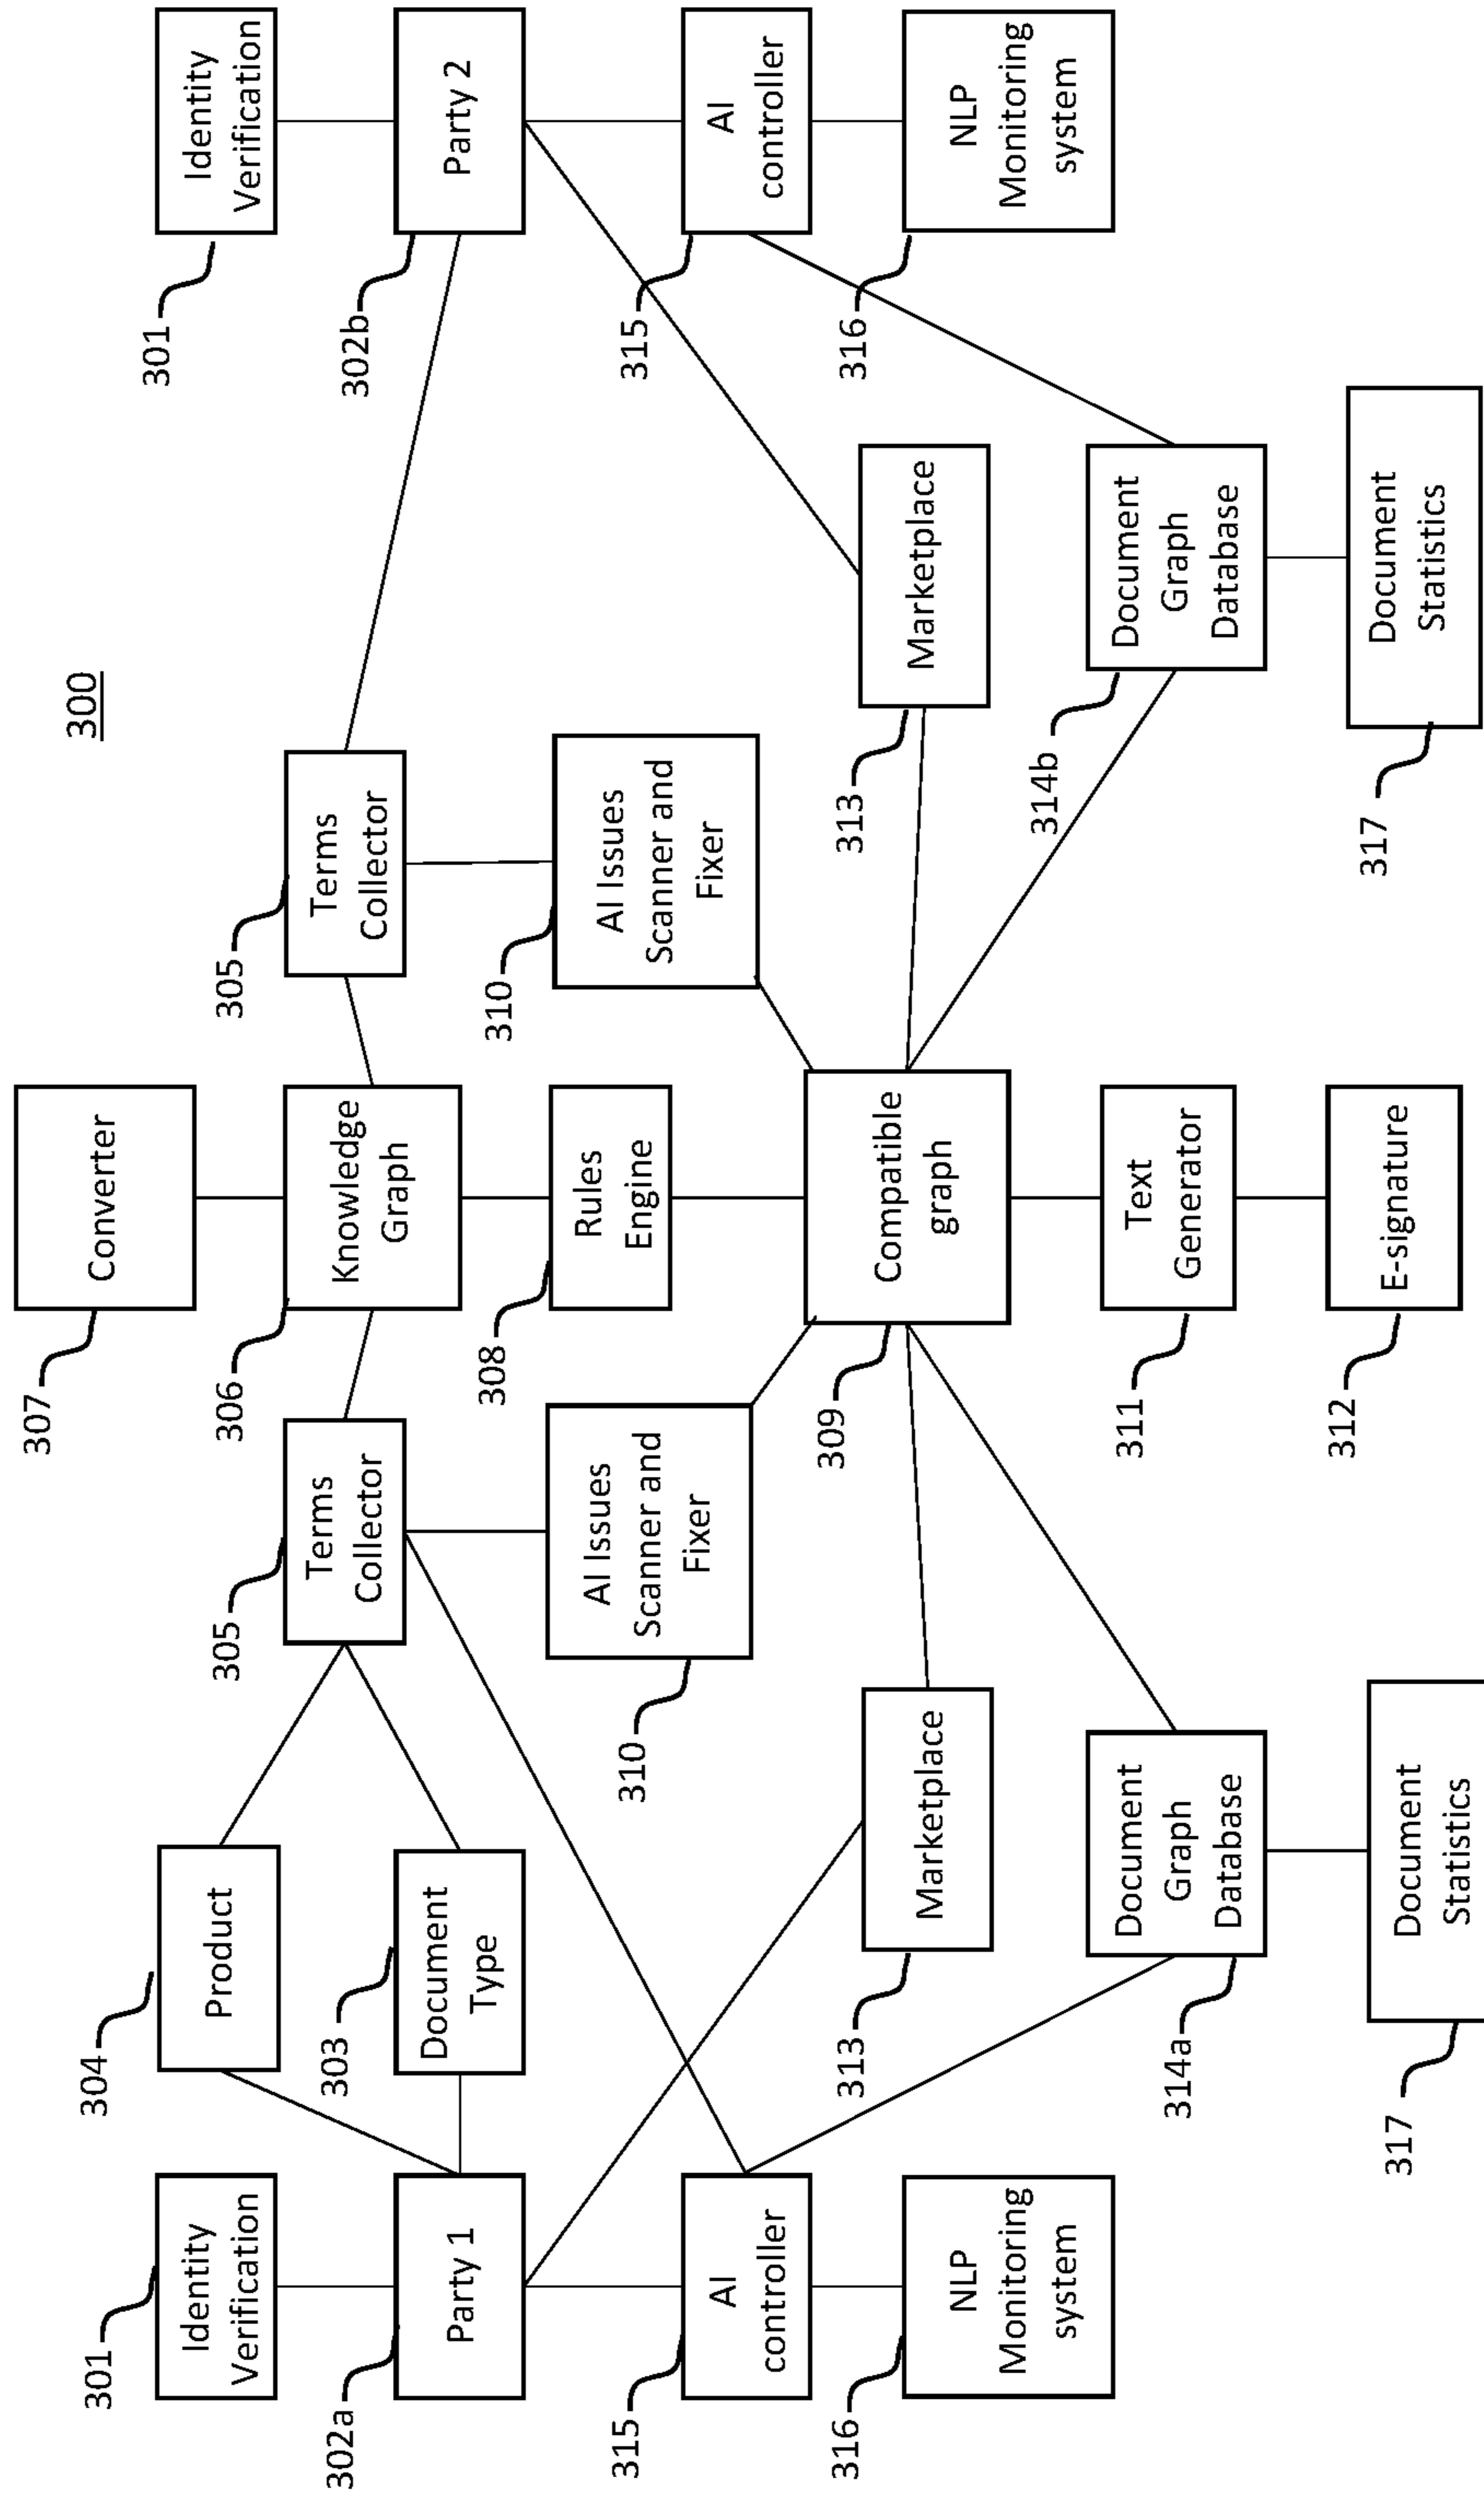 300
307
Converter
301
Identity
Verification
304
Product
305
Terms
Collector
306
Knowledge
Graph
305
Terms
Collector
301
Identity
Verification
302a
Party 1
303
Document
Type
302b
Party 2
308
Rules
Engine
310
AI Issues
Scanner and
Fixer
310
AI Issues
Scanner and
Fixer
315
AI
controller
315
AI
controller
309
Compatible
graph
313
Marketplace
313
Marketplace
316
NLP
Monitoring
system
316
NLP
Monitoring
system
314a
Document
Graph
Database
311
Text
Generator
314b
Document
Graph
Database
317
Document
Statistics
312
E-signature
317
Document
Statistics